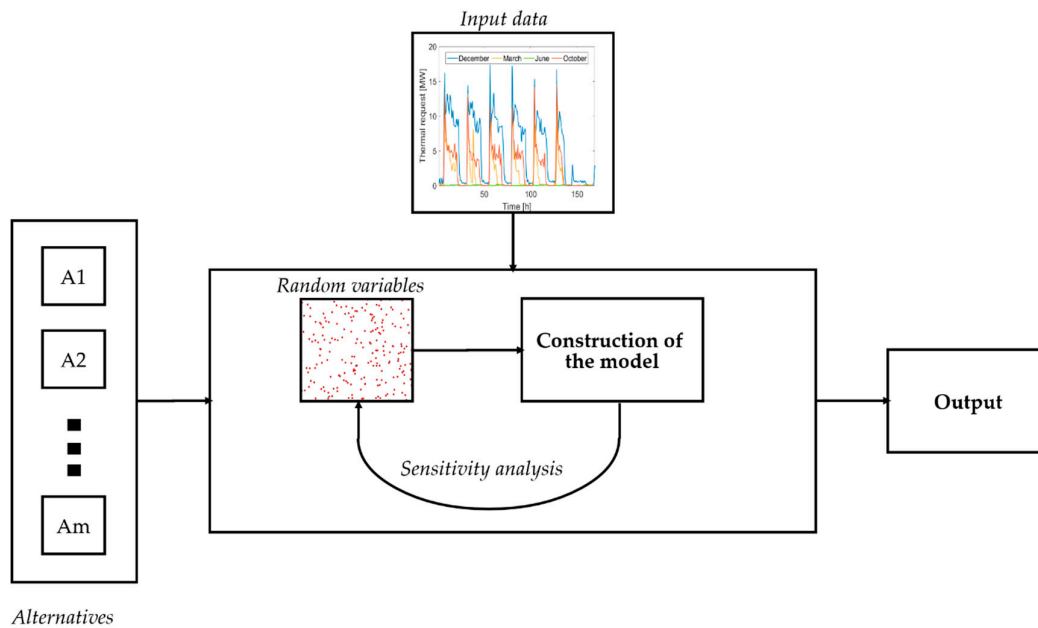 Input data
20
15
10
5
0
Thermal request [MW]
December March June October
50 100 150
Time [h]
A1
A2
Am
Alternatives
Random variables
Construction of
the model
Sensitivity analysis
Output